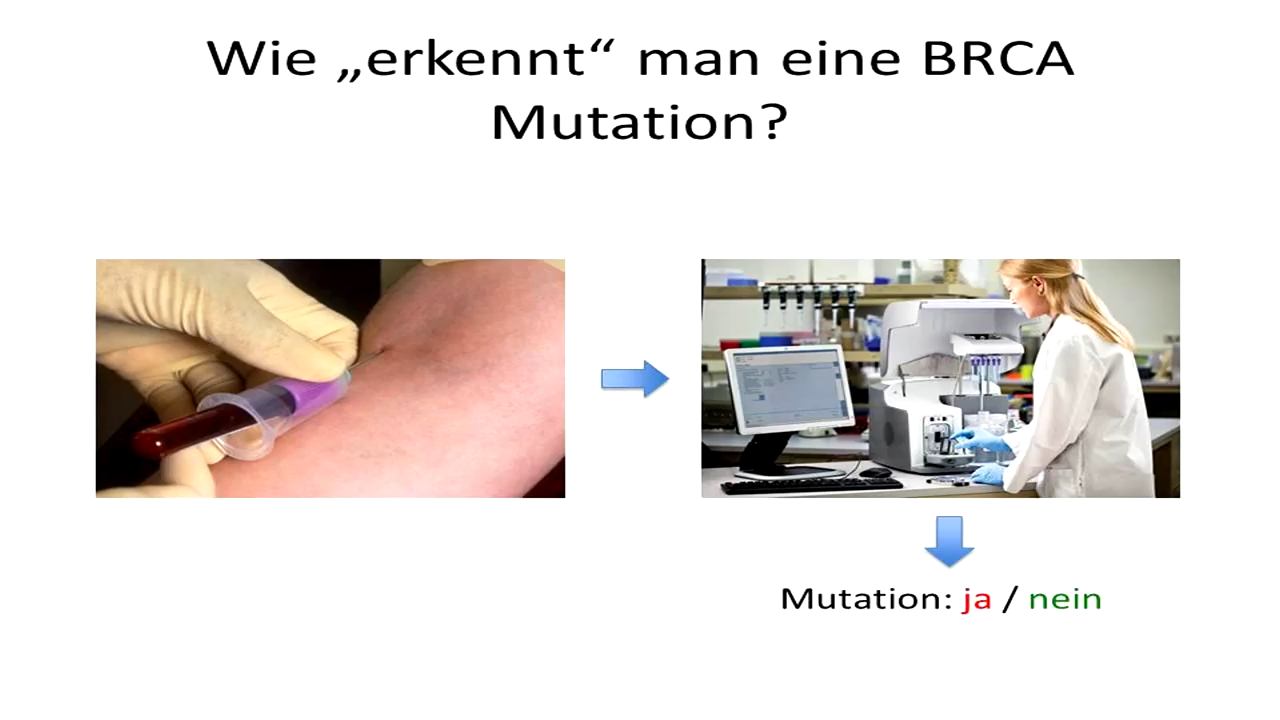 Wie „erkennt“ man eine BRCA
Mutation?
Mutation: ja / nein